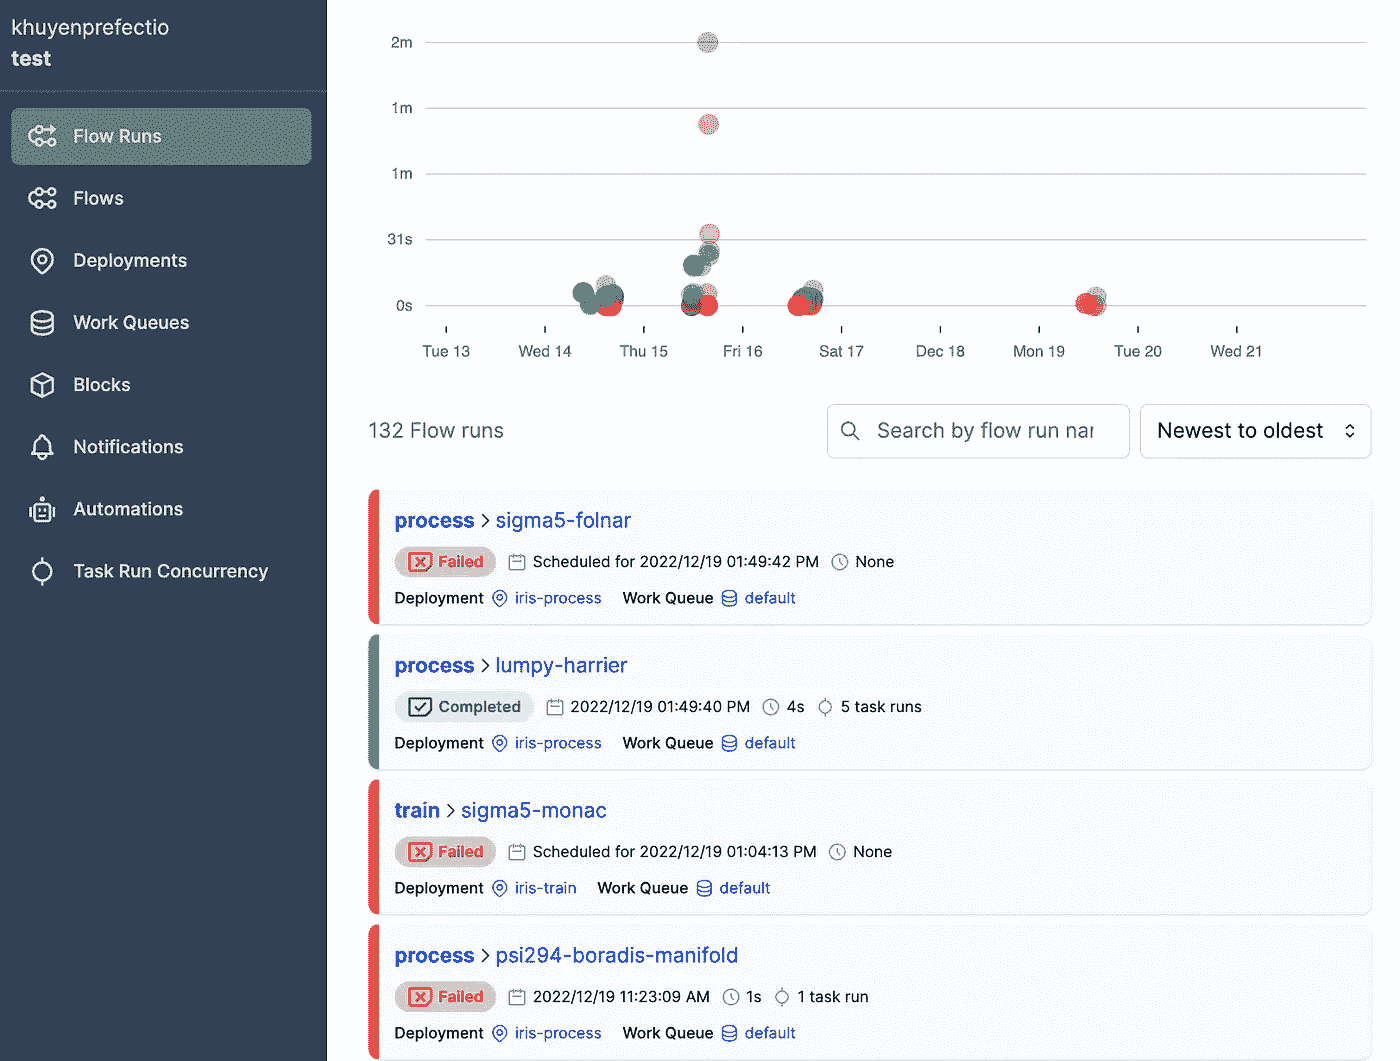 khuyenprefectio
test
Flow Runs
Flows
Deployments
Work Queues
Blocks
Notifications
Automations
Task Run Concurrency
2m
1m
1m
31s
0s
Tue 13 Wed 14 Thu 15 Fri 16 Sat 17 Dec 18 Mon 19 Tue 20 Wed 21
132 Flow runs Search by flow run nar Newest to oldest
process > sigma5-folnar
Failed Scheduled for 2022/12/19 01:49:42 PM None
Deployment iris-process Work Queue default
process > lumpy-harrier
Completed 2022/12/19 01:49:40 PM 4s 5 task runs
Deployment iris-process Work Queue default
train > sigma5-monac
Failed Scheduled for 2022/12/19 01:04:13 PM None
Deployment iris-train Work Queue default
process > psi294-boradis-manifold
Failed 2022/12/19 11:23:09 AM 1s 1 task run
Deployment iris-process Work Queue default